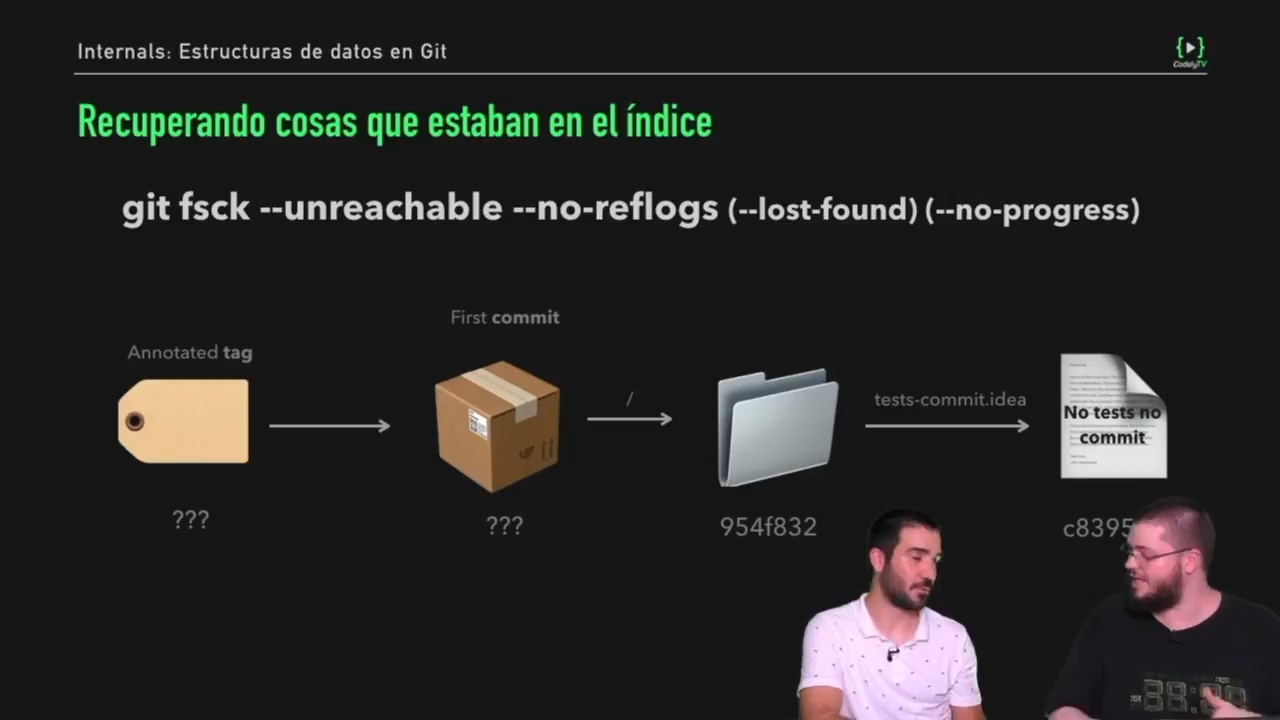 Internals: Estructuras de datos en Git
CodelyTV
Recuperando cosas que estaban en el índice
git fsck --unreachable --no-reflogs (--lost-found) (--no-progress)
First commit
Annotated tag
/
tests-commit.idea
No tests no
commit
???
???
954f832
c8395